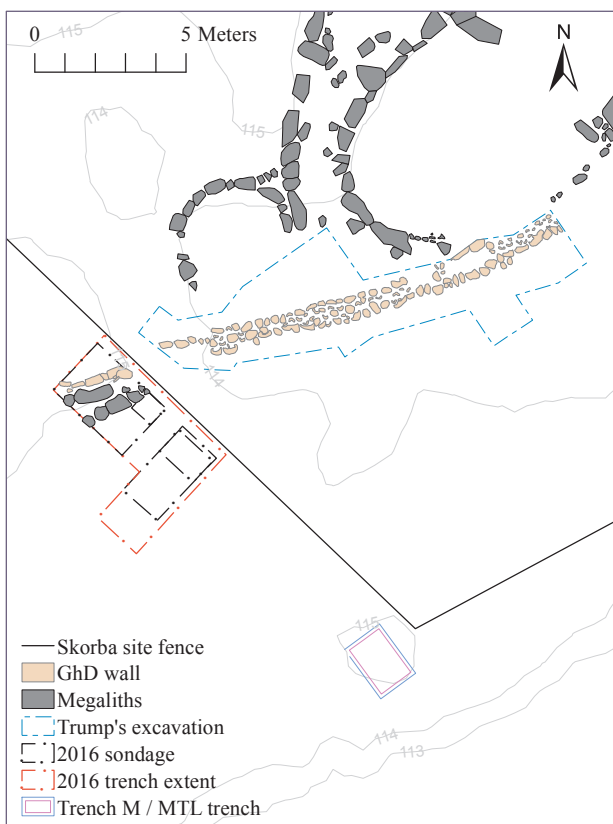 115
0 5 Meters
N
114
115
113
114
115
Skorba site fence
GhD wall
Megaliths
Trump's excavation
2016 sondage
2016 trench extent
Trench M / MTL trench
114
113